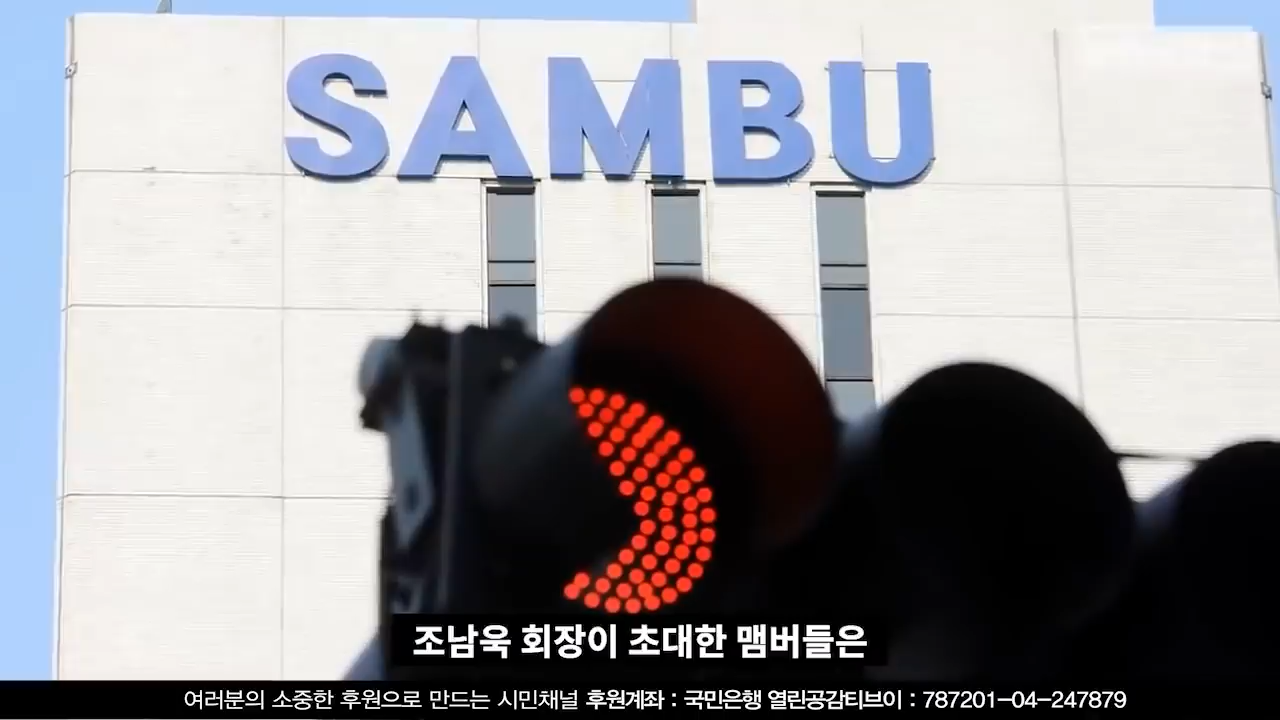 SAMBU
조남욱 회장이 초대한 맴버들은
여러분의 소중한 후원으로 만드는 시민채널 후원계좌 : 국민은행 열린공감티브이 : 787201-04-247879